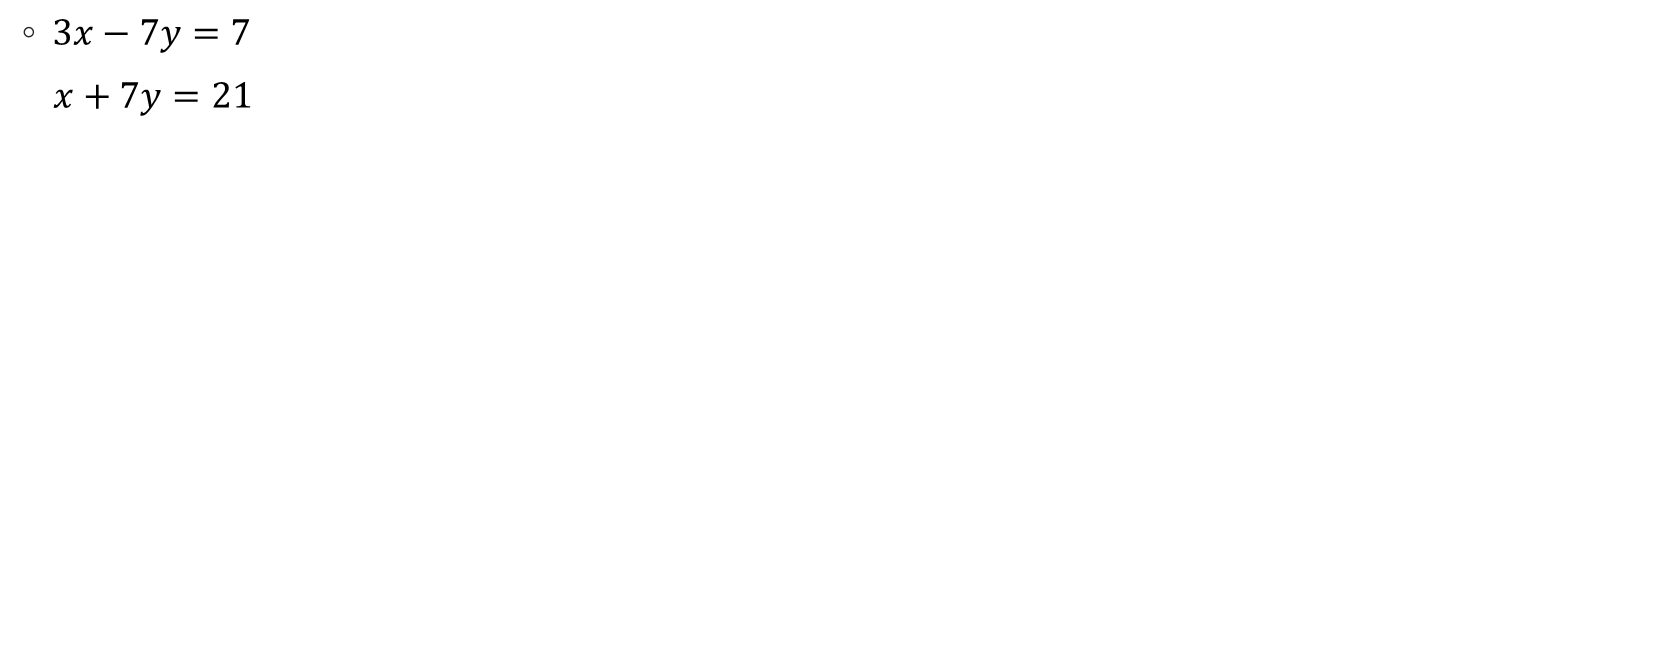 ◦ 3x − 7y = 7
x + 7y = 21